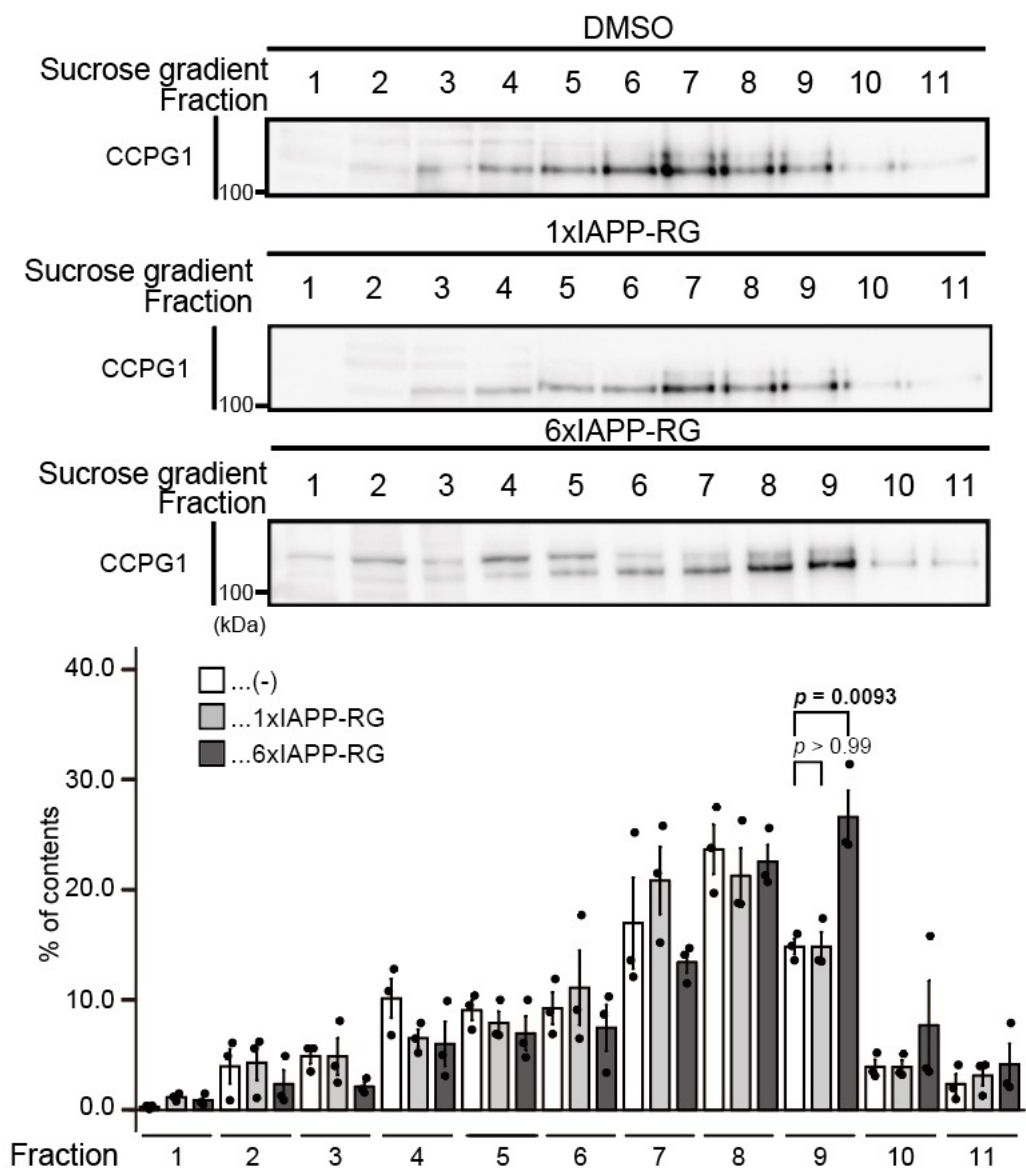 DMSO
Sucrose gradient
Fraction
1 2 3 4 5 6 7 8 9 10 11
CCPG1
100
1xIAPP-RG
Sucrose gradient
Fraction
1 2 3 4 5 6 7 8 9 10 11
CCPG1
100
6xIAPP-RG
Sucrose gradient
Fraction
1 2 3 4 5 6 7 8 9 10 11
CCPG1
100
(kDa)
40.0
...(-)
...1xIAPP-RG
...6xIAPP-RG
p = 0.0093
p > 0.99
30.0
20.0
10.0
0.0
% of contents
Fraction 1 2 3 4 5 6 7 8 9 10 11